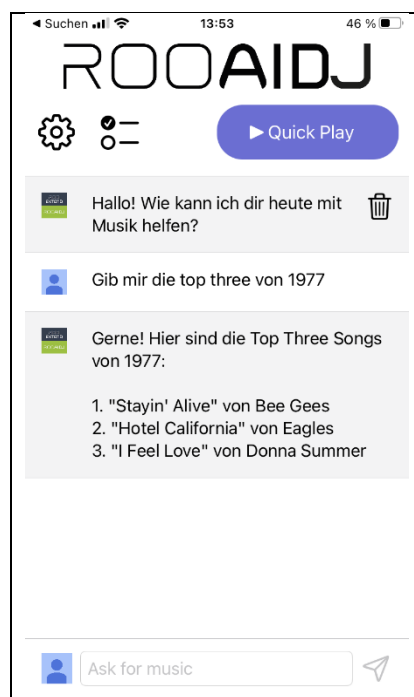 Suchen
13:53
46 %
ROOAIDJ
Quick Play
Hallo! Wie kann ich dir heute mit
Musik helfen?
Gib mir die top three von 1977
Gerne! Hier sind die Top Three Songs
von 1977:
1. "Stayin' Alive" von Bee Gees
2. "Hotel California" von Eagles
3. "I Feel Love" von Donna Summer
Ask for music